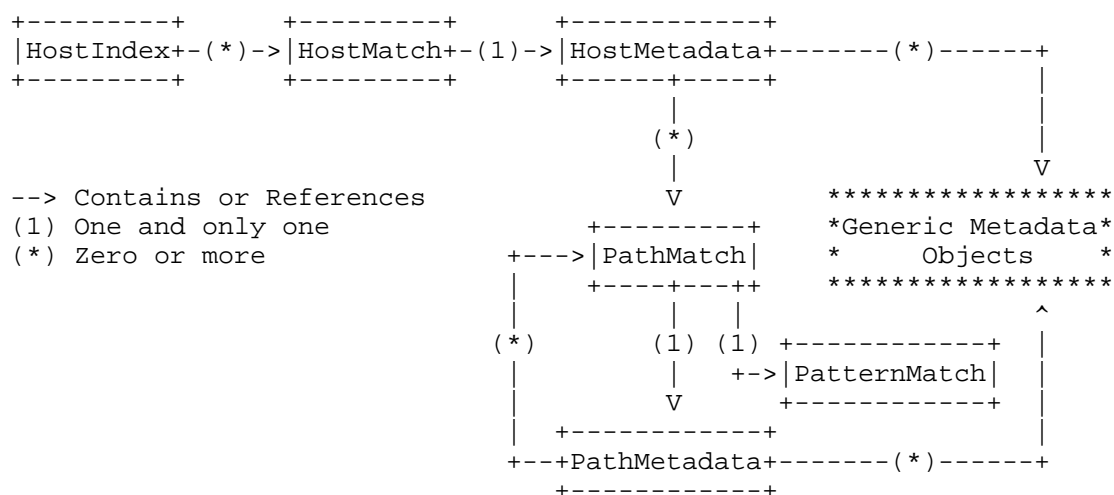 +---------+     +---------+     +------------+
|HostIndex+-(*)->|HostMatch+-(1)->|HostMetadata+-------(*)------+
+---------+     +---------+     +------+-----+                |
                                       |                      |
                                      (*)                     |
                                       |                      V
--> Contains or References             V         ******************
(1) One and only one              +---------+    *Generic Metadata*
(*) Zero or more            +---->|PathMatch|    *     Objects    *
                            |     +----+---++    ******************
                            |          |   |                  ^
                           (*)        (1) (1) +------------+  |
                            |          |   +->|PatternMatch|  |
                            |          V      +------------+  |
                            |  +------------+                 |
                            +--+PathMetadata+-------(*)------+
                               +------------+